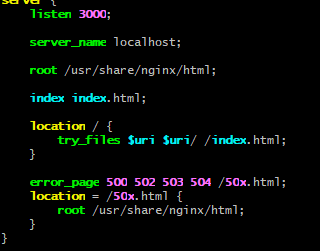 server {
    listen 3000;
    server_name localhost;
    root /usr/share/nginx/html;
    index index.html;
    location / {
        try_files $uri $uri/ /index.html;
    }
    error_page 500 502 503 504 /50x.html;
    location = /50x.html {
        root /usr/share/nginx/html;
    }
}